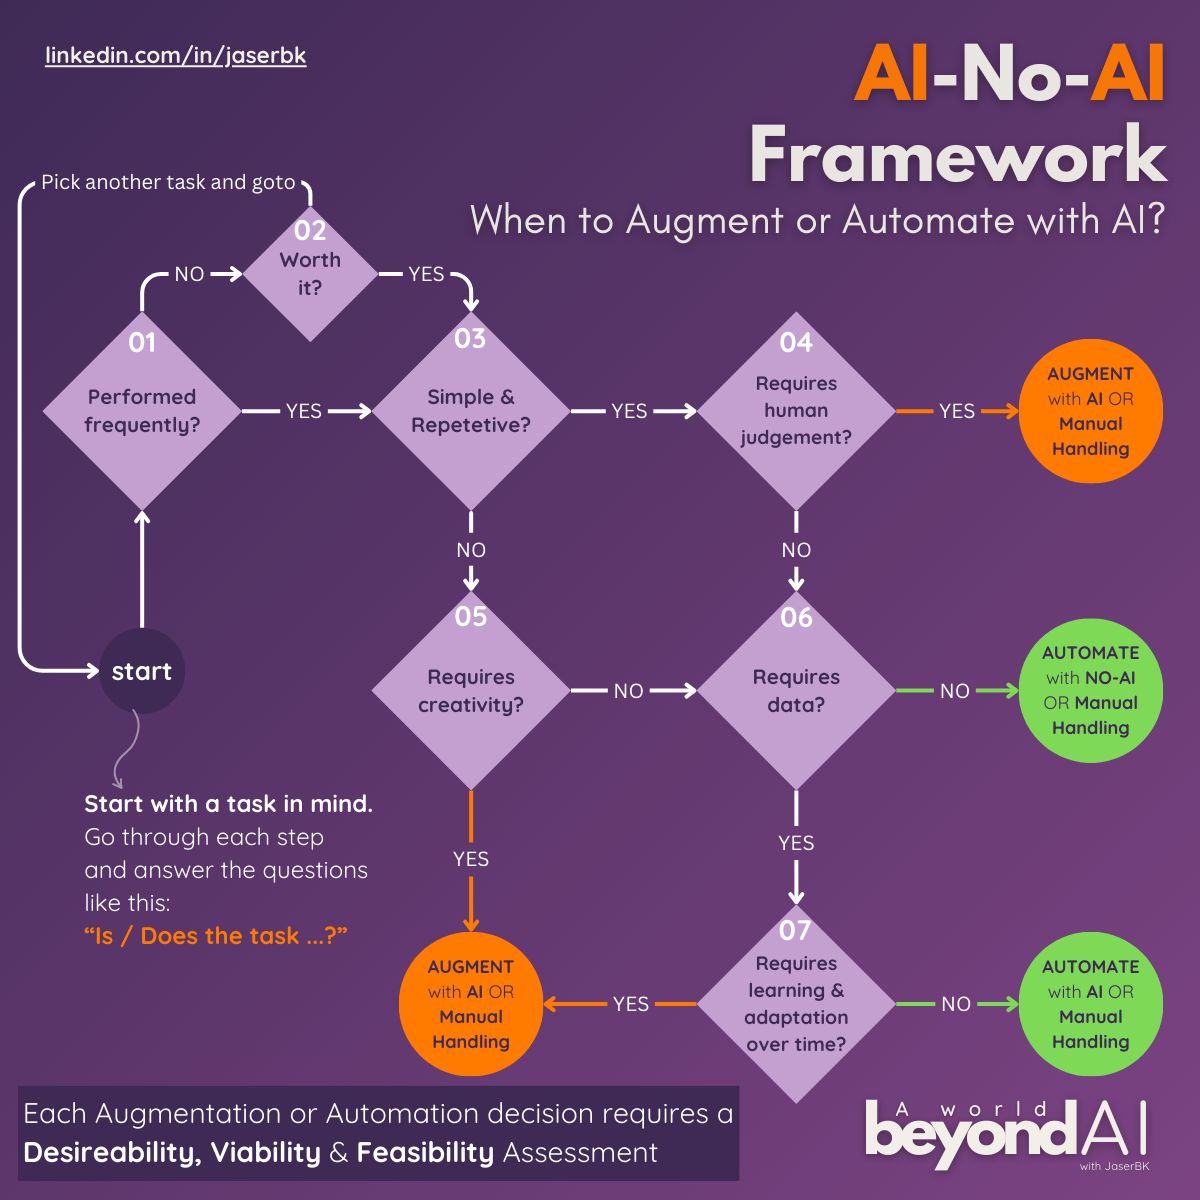 linkedin.com/in/jaserbk
AI-No-AI
Framework
When to Augment or Automate with AI?
Pick another task and goto
02
Worth
it?
NO
YES
01
Performed
frequently?
YES
03
Simple &
Repetetive?
YES
04
Requires
human
judgement?
YES
AUGMENT
with AI OR
Manual
Handling
NO
NO
start
05
Requires
creativity?
NO
06
Requires
data?
NO
AUTOMATE
with NO-AI
OR Manual
Handling
Start with a task in mind.
Go through each step
and answer the questions
like this:
“Is / Does the task ...?”
YES
YES
AUGMENT
with AI OR
Manual
Handling
YES
07
Requires
learning &
adaptation
over time?
NO
AUTOMATE
with AI OR
Manual
Handling
Each Augmentation or Automation decision requires a
Desireability, Viability & Feasibility Assessment
A world
beyondAI
with JaserBK